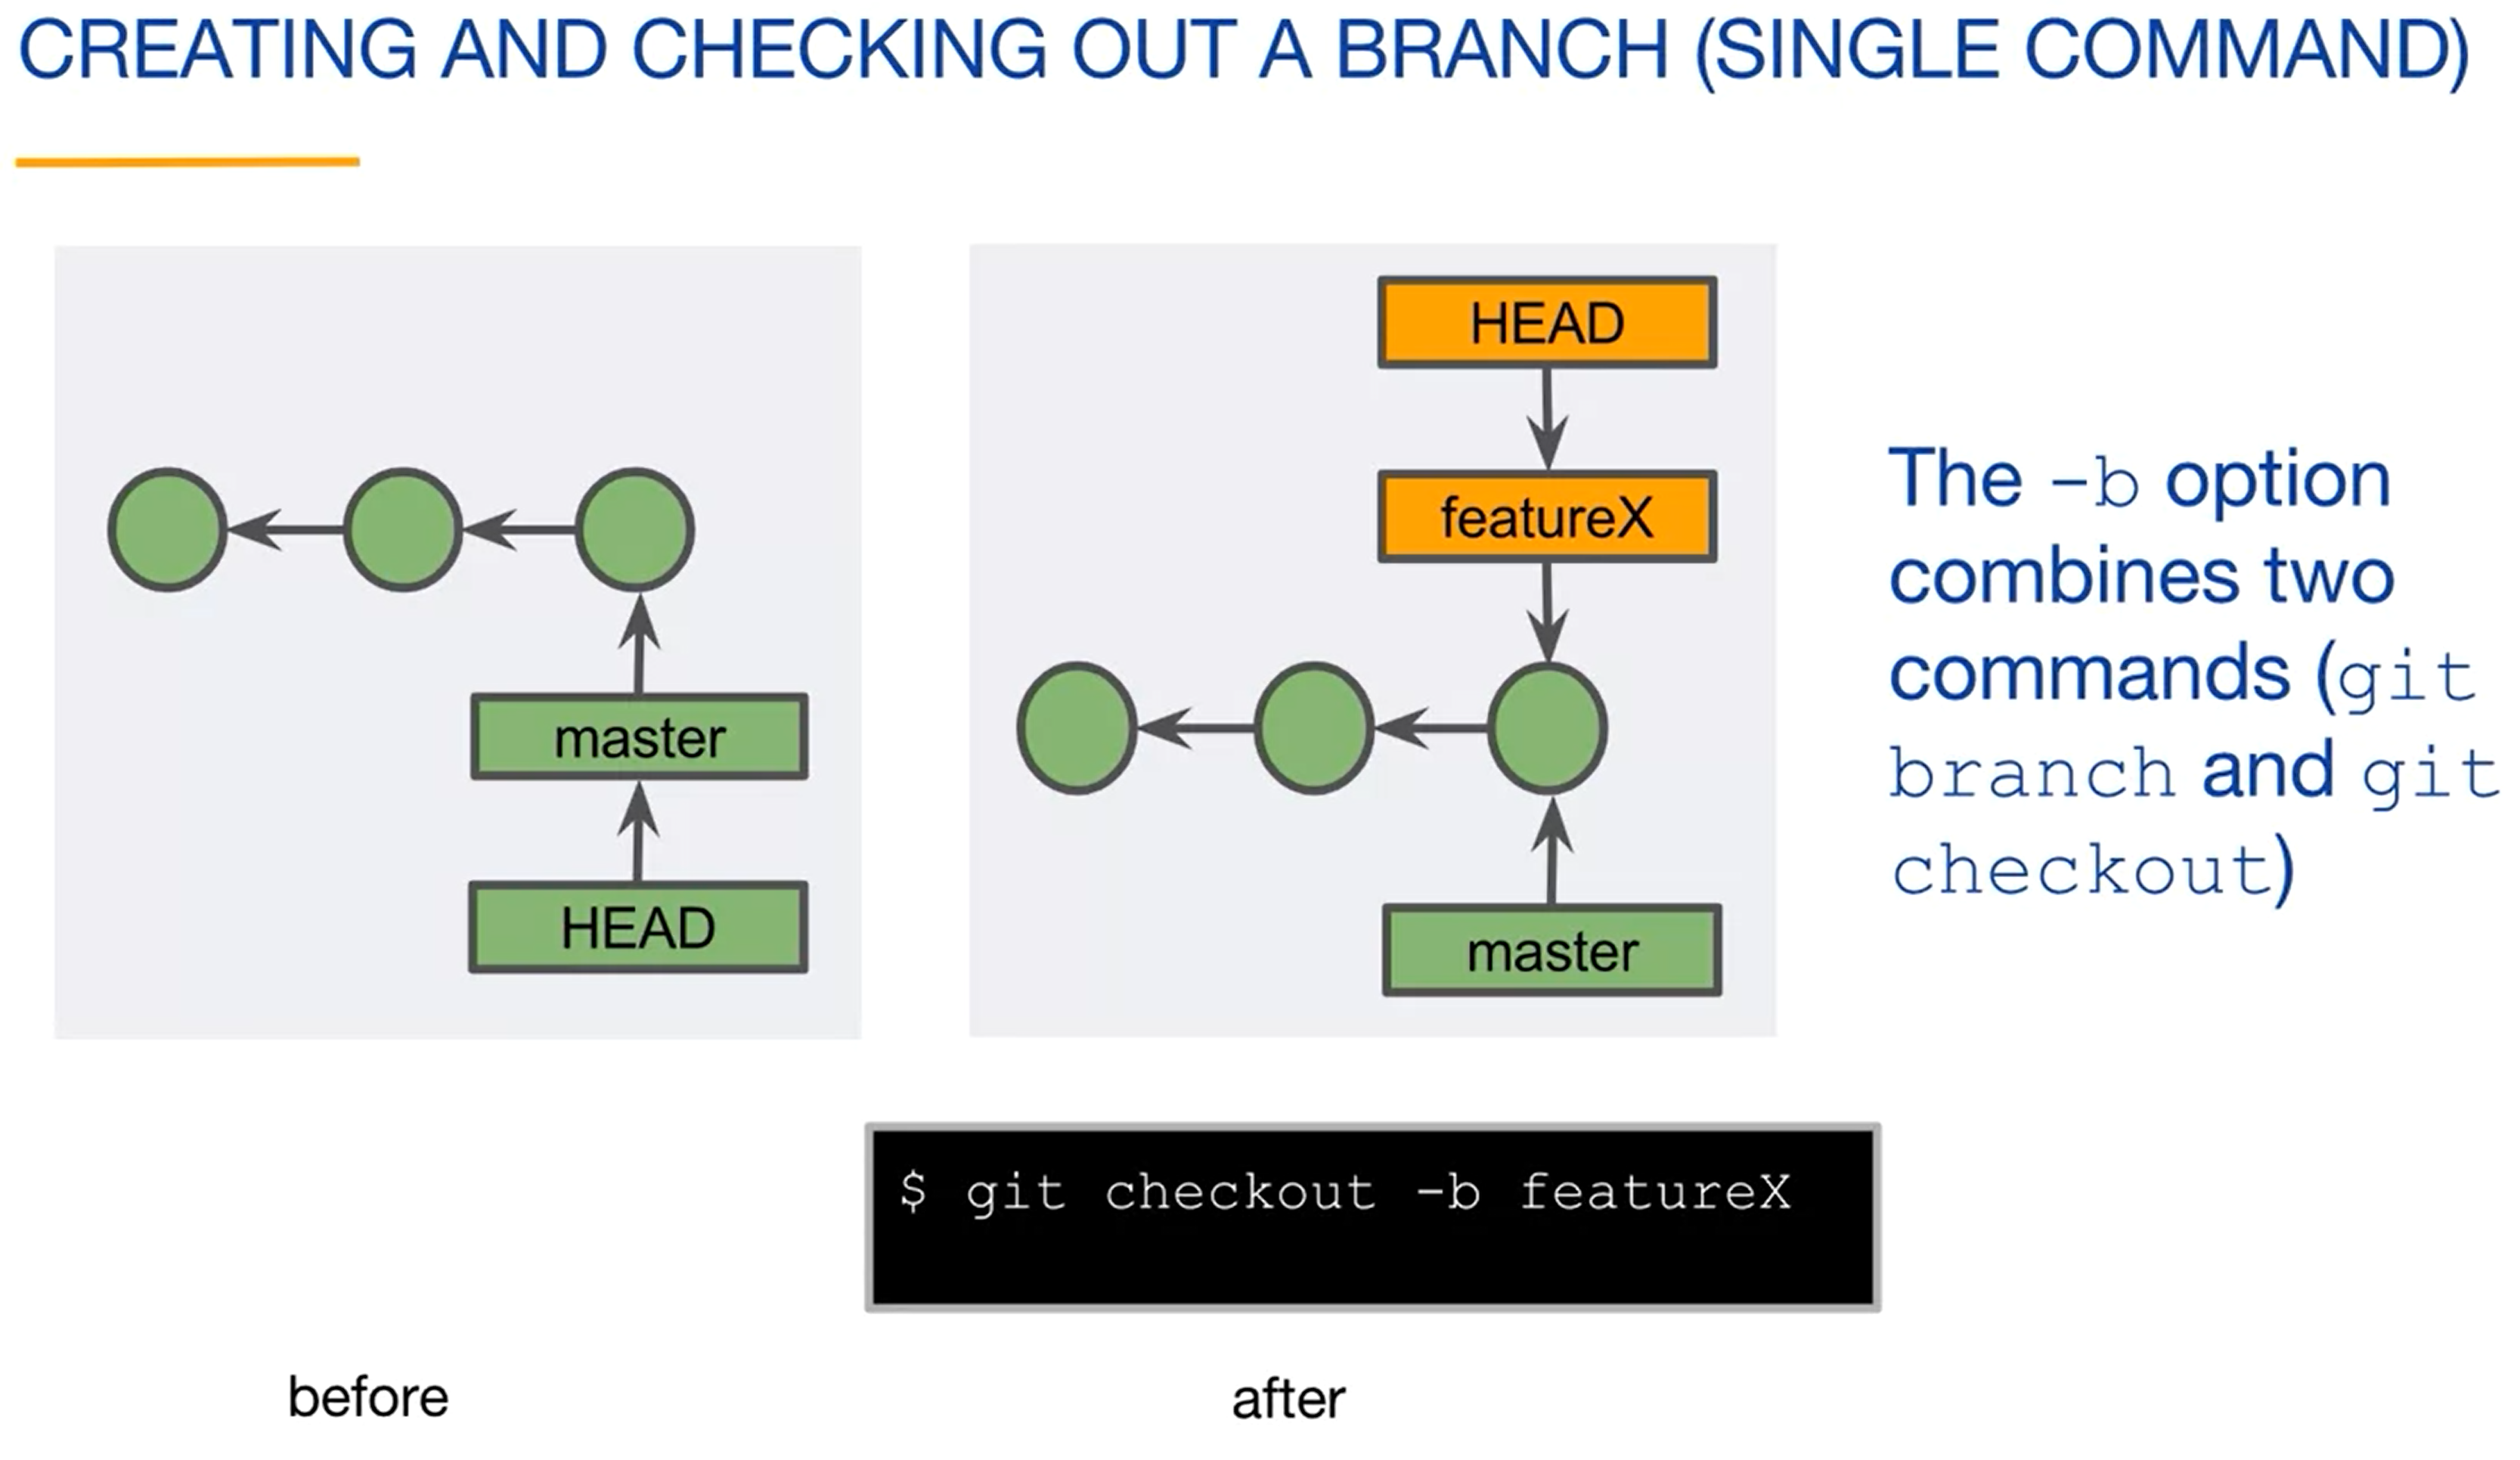 CREATING AND CHECKING OUT A BRANCH (SINGLE COMMAND)
master
HEAD
HEAD
featureX
master
The -b option
combines two
commands (git
branch and git
checkout)
$ git checkout -b featureX
before
after